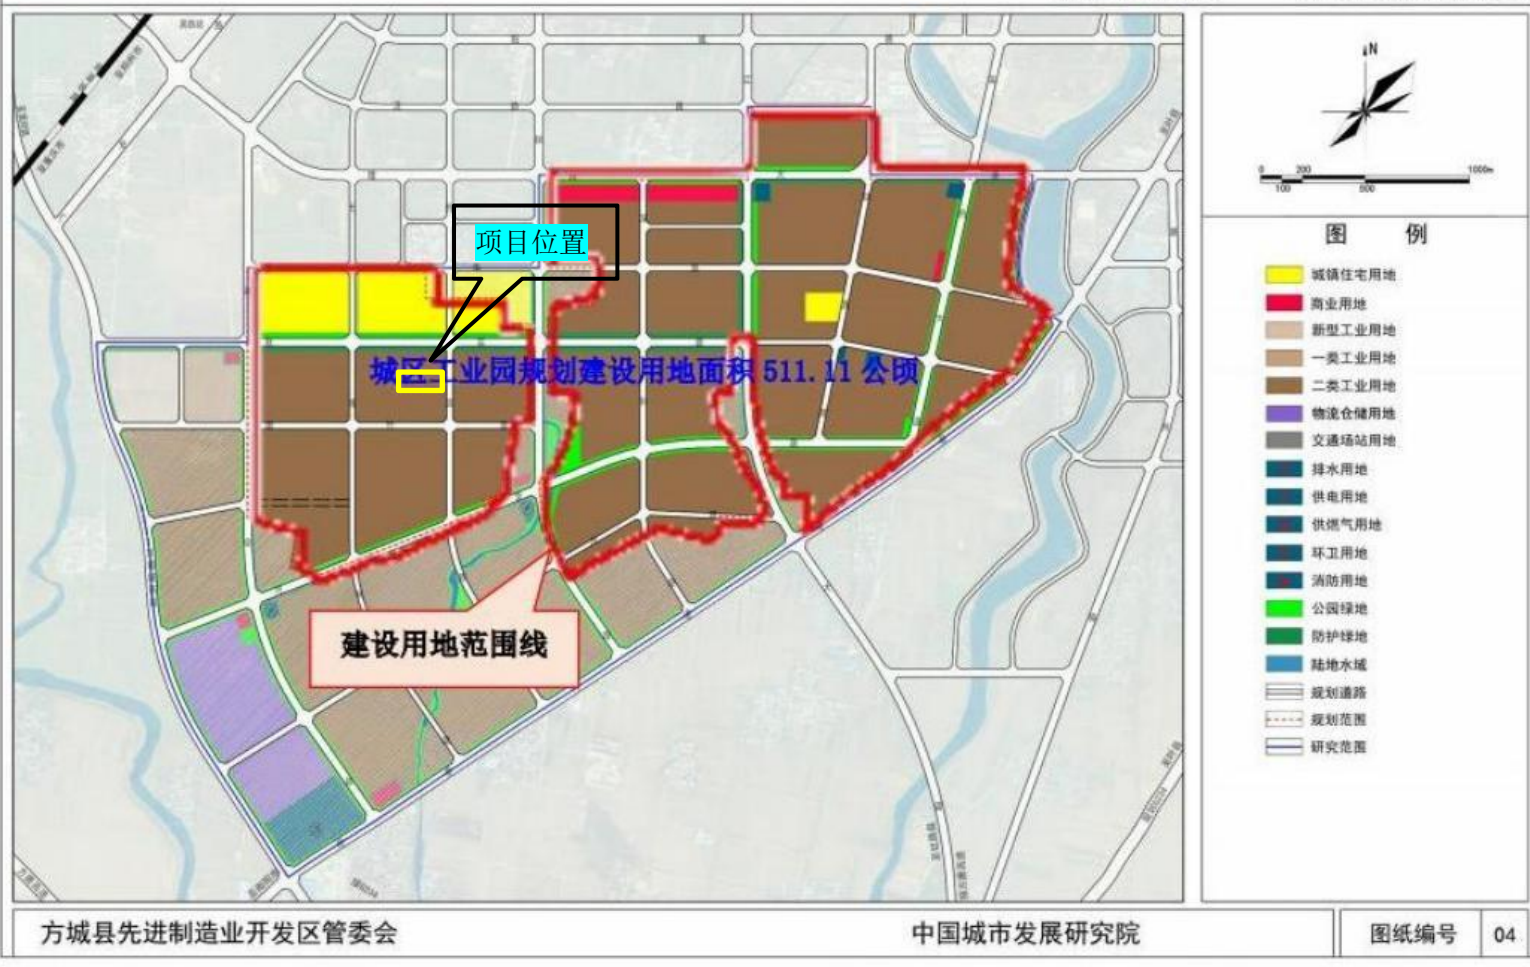 项目位置
城区工业园规划建设用地面积 511.11 公顷
建设用地范围线
N
0
200
1000m
100
500
图 例
城镇住宅用地
商业用地
新型工业用地
一类工业用地
二类工业用地
物流仓储用地
交通场站用地
排水用地
供电用地
供燃气用地
环卫用地
消防用地
公园绿地
防护绿地
陆地水域
规划道路
规划范围
研究范围
方城县先进制造业开发区管委会
中国城市发展研究院
图纸编号
04